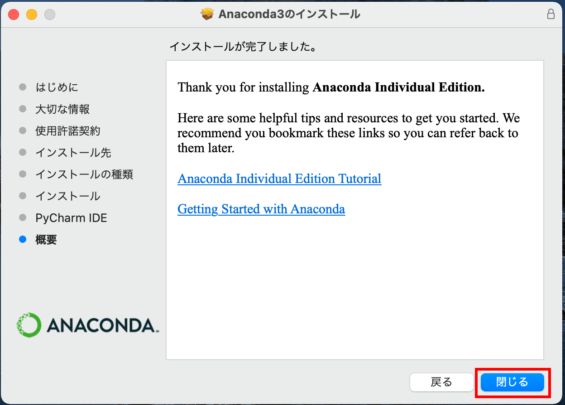 Anaconda3のインストール
インストールが完了しました。
はじめに
大切な情報
使用許諾契約
インストール先
インストールの種類
インストール
PyCharm IDE
概要
Thank you for installing Anaconda Individual Edition.
Here are some helpful tips and resources to get you started. We
recommend you bookmark these links so you can refer back to
them later.
Anaconda Individual Edition Tutorial
Getting Started with Anaconda
ANACONDA.
戻る
閉じる